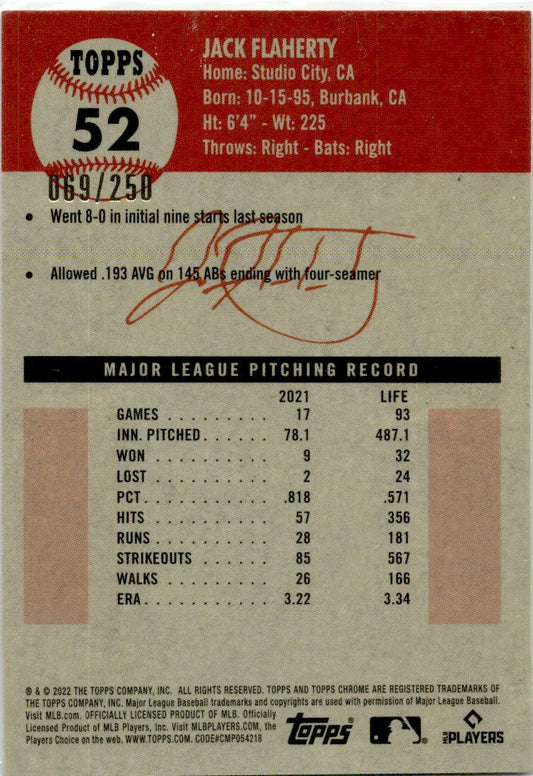 TOPPS
52
069/250
JACK FLAHERTY
Home: Studio City, CA
Born: 10-15-95, Burbank, CA
Ht: 6'4" - Wt: 225
Throws: Right - Bats: Right
• Went 8-0 in initial nine starts last season
• Allowed .193 AVG on 145 ABs ending with four-seamer
MAJOR LEAGUE PITCHING RECORD
2021 LIFE
GAMES . . . . . . . . . 17 93
INN. PITCHED . . . . . . 78.1 487.1
WON . . . . . . . . . . 9 32
LOST . . . . . . . . . . 2 24
PCT . . . . . . . . . . .818 .571
HITS . . . . . . . . . . 57 356
RUNS . . . . . . . . . . 28 181
STRIKEOUTS . . . . . . . 85 567
WALKS . . . . . . . . . 26 166
ERA . . . . . . . . . . 3.22 3.34
® & © 2022 THE TOPPS COMPANY, INC. ALL RIGHTS RESERVED. TOPPS AND TOPPS CHROME ARE REGISTERED TRADEMARKS OF
THE TOPPS COMPANY, INC. Major League Baseball trademarks and copyrights are used with permission of Major League Baseball.
Visit MLB.com. OFFICIALLY LICENSED PRODUCT OF MLB. Officially
Licensed Product of MLB Players, Inc. Visit MLBPLAYERS.COM, the
Players Choice on the web. WWW.TOPPS.COM. CODE#CMP054218
Topps
MLB PLAYERS